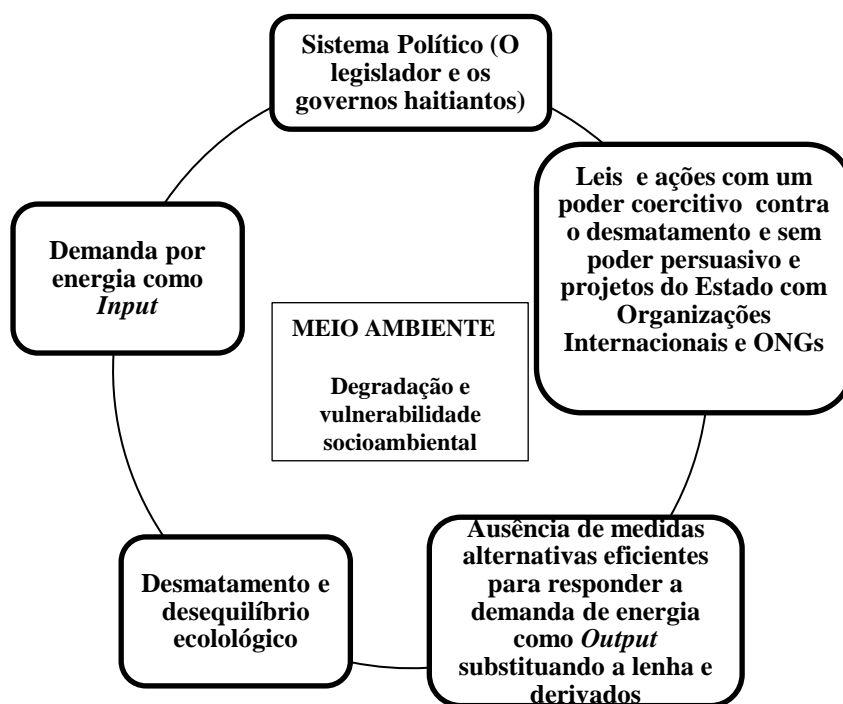 Sistema Político (O
legislador e os
governos haitiantos)
Leis e ações com um
poder coercitivo contra
o desmatamento e sem
poder persuasivo e
projetos do Estado com
Organizações
Internacionais e ONGs
Demanda por
energia como
Input
MEIO AMBIENTE
Degradação e
vulnerabilidade
socioambiental
Ausência de medidas
alternativas eficientes
para responder a
demanda de energia
como Output
substituando a lenha e
derivados
Desmatamento e
desequilíbrio
ecolológico